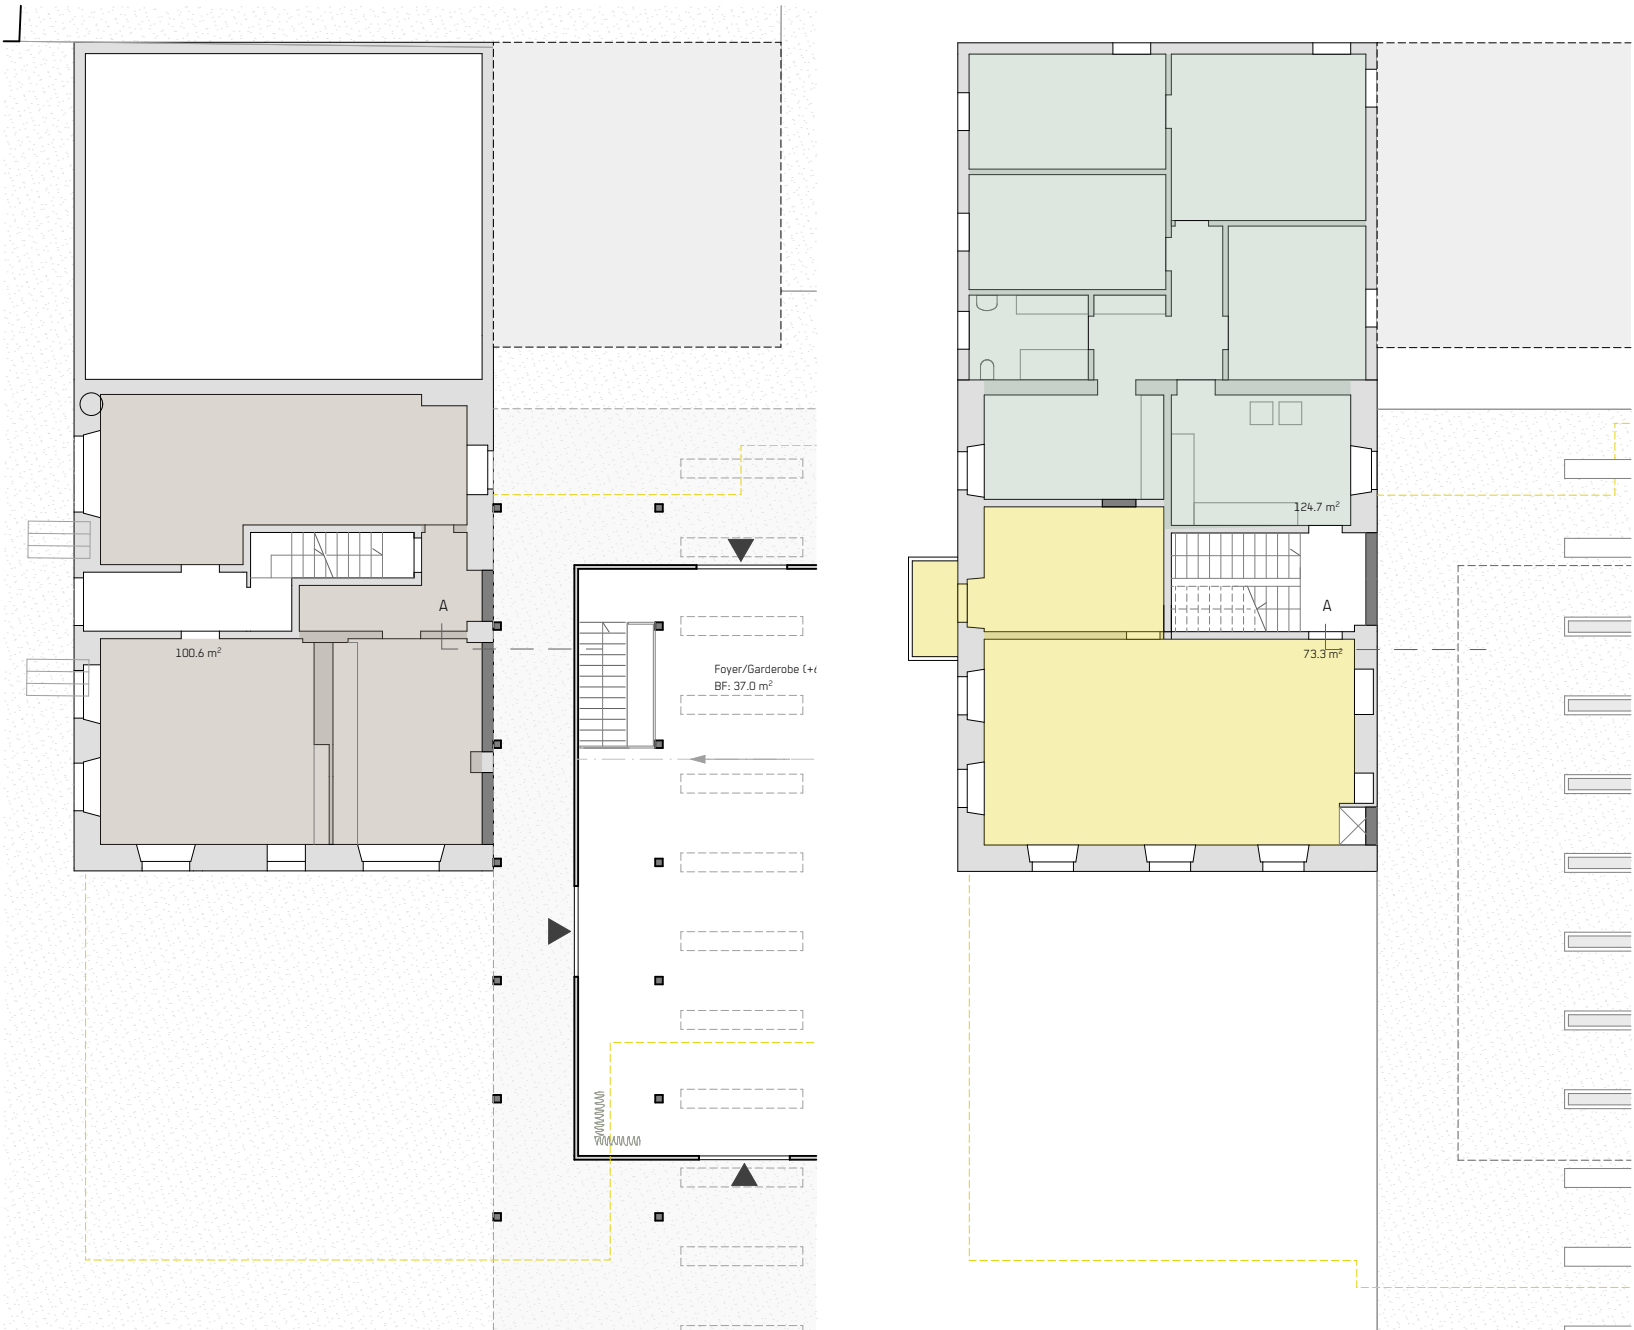 A
100.6 m²
Foyer/Garderobe (+
BF: 37.0 m²
124.7 m²
A
73.3 m²